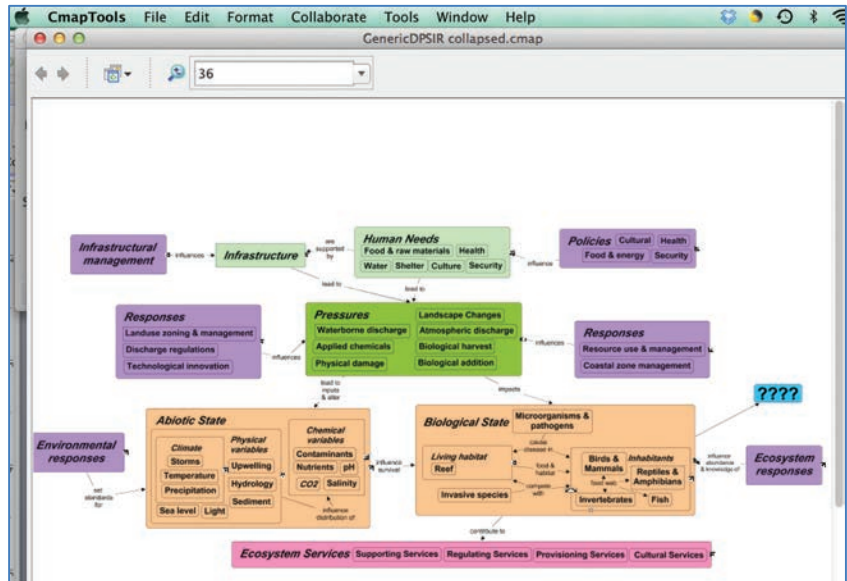 CmapTools File Edit Format Collaborate Tools Window Help
GenericDPSIR collapsed.cmap
36
Infrastructural
management
influences
Infrastructure
are
supported
by
Human Needs
Food & raw materials Health
Water Shelter Culture Security
influence
Policies Cultural Health
Food & energy Security
lead to
lead to
Responses
Landuse zoning & management
Discharge regulations
Technological innovation
influences
Pressures
Landscape Changes
Waterborne discharge
Atmospheric discharge
Applied chemicals
Biological harvest
Physical damage
Biological addition
influences
Responses
Resource use & management
Coastal zone management
lead to
inputs
& alter
impacts
????
Environmental
responses
set
standards
for
Abiotic State
Climate
Storms
Temperature
Precipitation
Sea level Light
Physical
variables
Upwelling
Hydrology
Sediment
Chemical
variables
Contaminants
Nutrients pH
CO2 Salinity
influence
distribution of
influence
survival
Biological State
Microorganisms &
pathogens
cause
disease in
Living habitat
Reef
food &
habitat
compete
with
Invasive species
Birds &
Mammals
Inhabitants
Reptiles &
Amphibians
food web
Invertebrates
Fish
influence
abundance
& knowledge of
Ecosystem
responses
contribute to
Ecosystem Services Supporting Services Regulating Services Provisioning Services Cultural Services